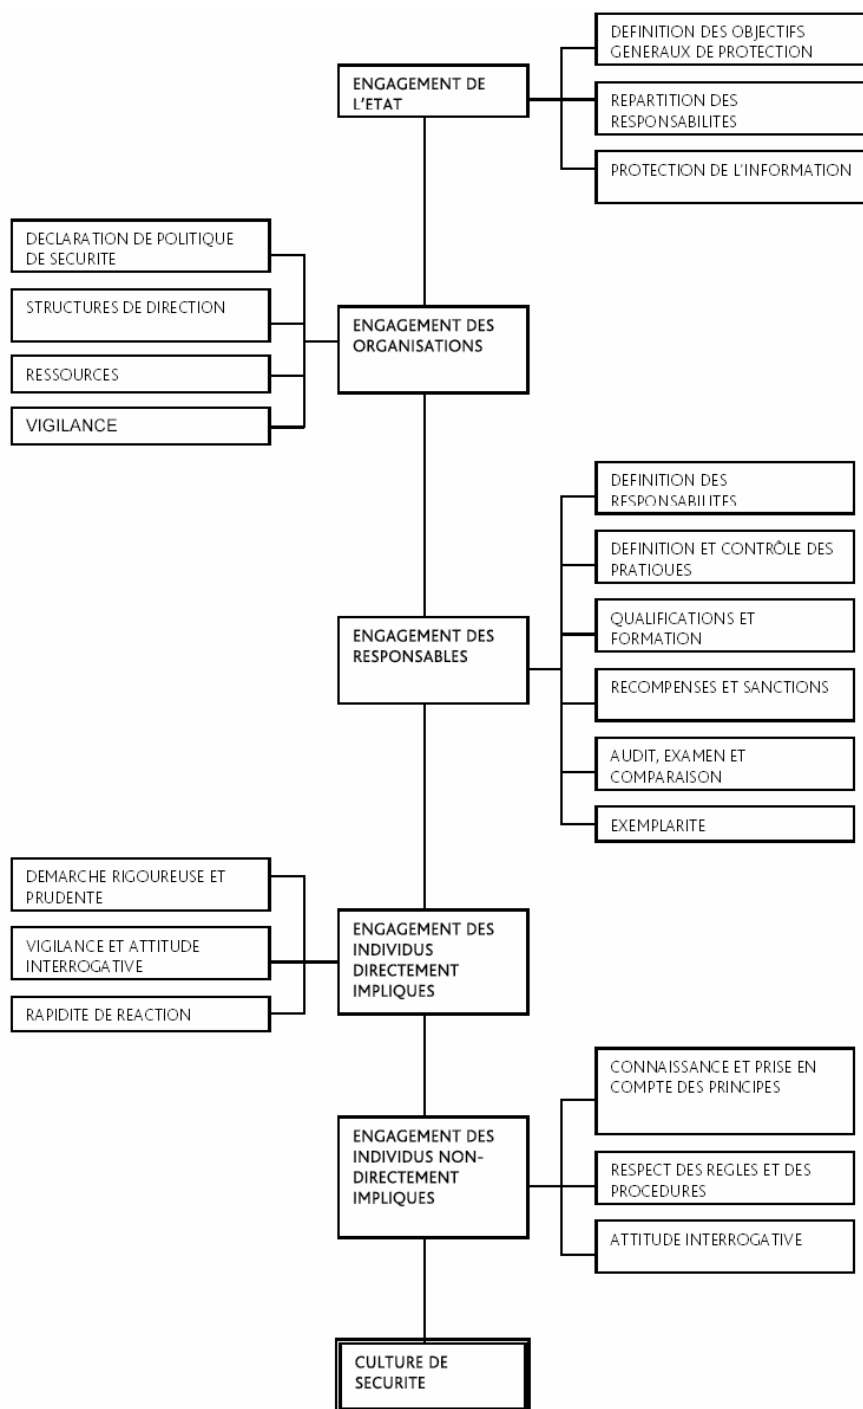 ENGAGEMENT DE
L'ETAT
DEFINITION DES OBJECTIFS
GENERAUX DE PROTECTION
REPARTITION DES
RESPONSABILITES
PROTECTION DE L'INFORMATION
DECLARATION DE POLITIQUE
DE SECURITE
STRUCTURES DE DIRECTION
RESSOURCES
VIGILANCE
ENGAGEMENT DES
ORGANISATIONS
ENGAGEMENT DES
RESPONSABLES
DEFINITION DES
RESPONSABILITES
DEFINITION ET CONTRÔLE DES
PRATIQUES
QUALIFICATIONS ET
FORMATION
RECOMPENSES ET SANCTIONS
AUDIT, EXAMEN ET
COMPARAISON
EXEMPLARITE
DEMARCHE RIGOUREUSE ET
PRUDENTE
VIGILANCE ET ATTITUDE
INTERROGATIVE
RAPIDITE DE REACTION
ENGAGEMENT DES
INDIVIDUS
DIRECTEMENT
IMPLIQUES
ENGAGEMENT DES
INDIVIDUS NON-
DIRECTEMENT
IMPLIQUES
CONNAISSANCE ET PRISE EN
COMPTE DES PRINCIPES
RESPECT DES REGLES ET DES
PROCEDURES
ATTITUDE INTERROGATIVE
CULTURE DE
SECURITE